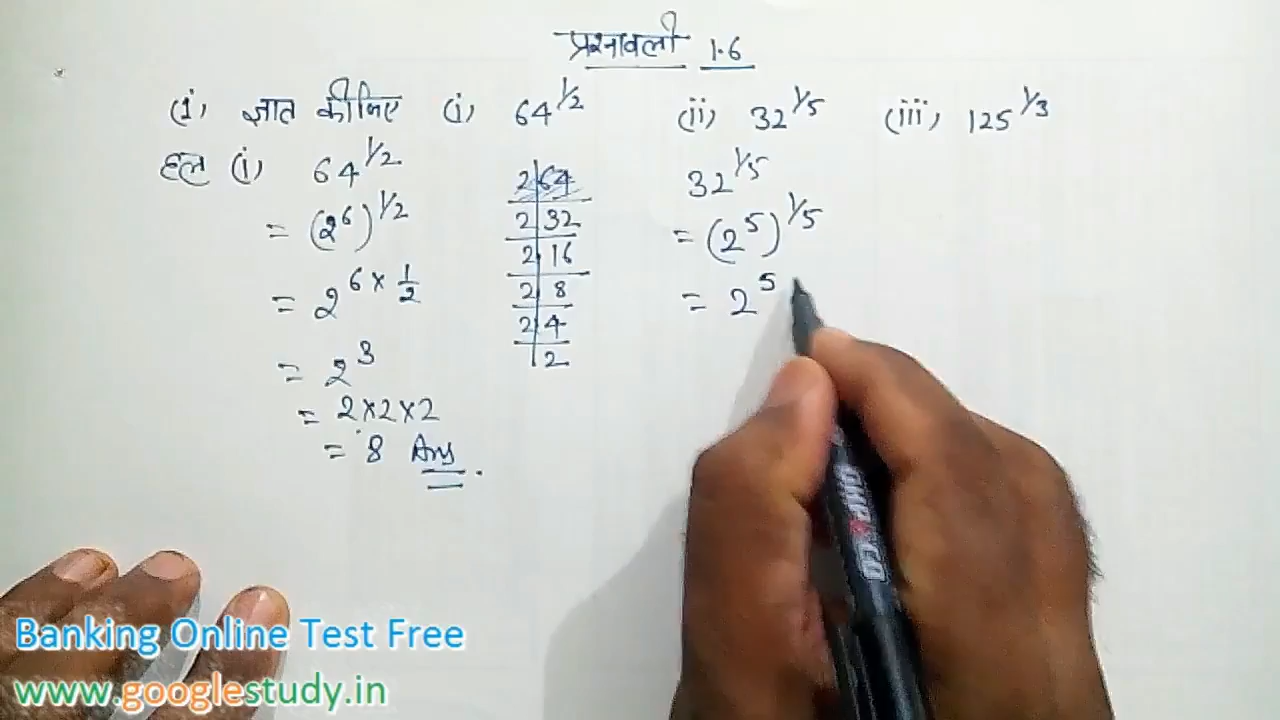 प्रश्नावली 1.6
(1) ज्ञात कीजिए (i) 64^1/2 (ii) 32^1/5 (iii) 125^1/3
हल (i) 64^1/2
= (2^6)^1/2
= 2^6 × 1/2
= 2^3
= 2×2×2
= 8 Ans.
2|64
2|32
2|16
2|8
2|4
|2
32^1/5
= (2^5)^1/5
= 2^5
Banking Online Test Free
www.googlestudy.in